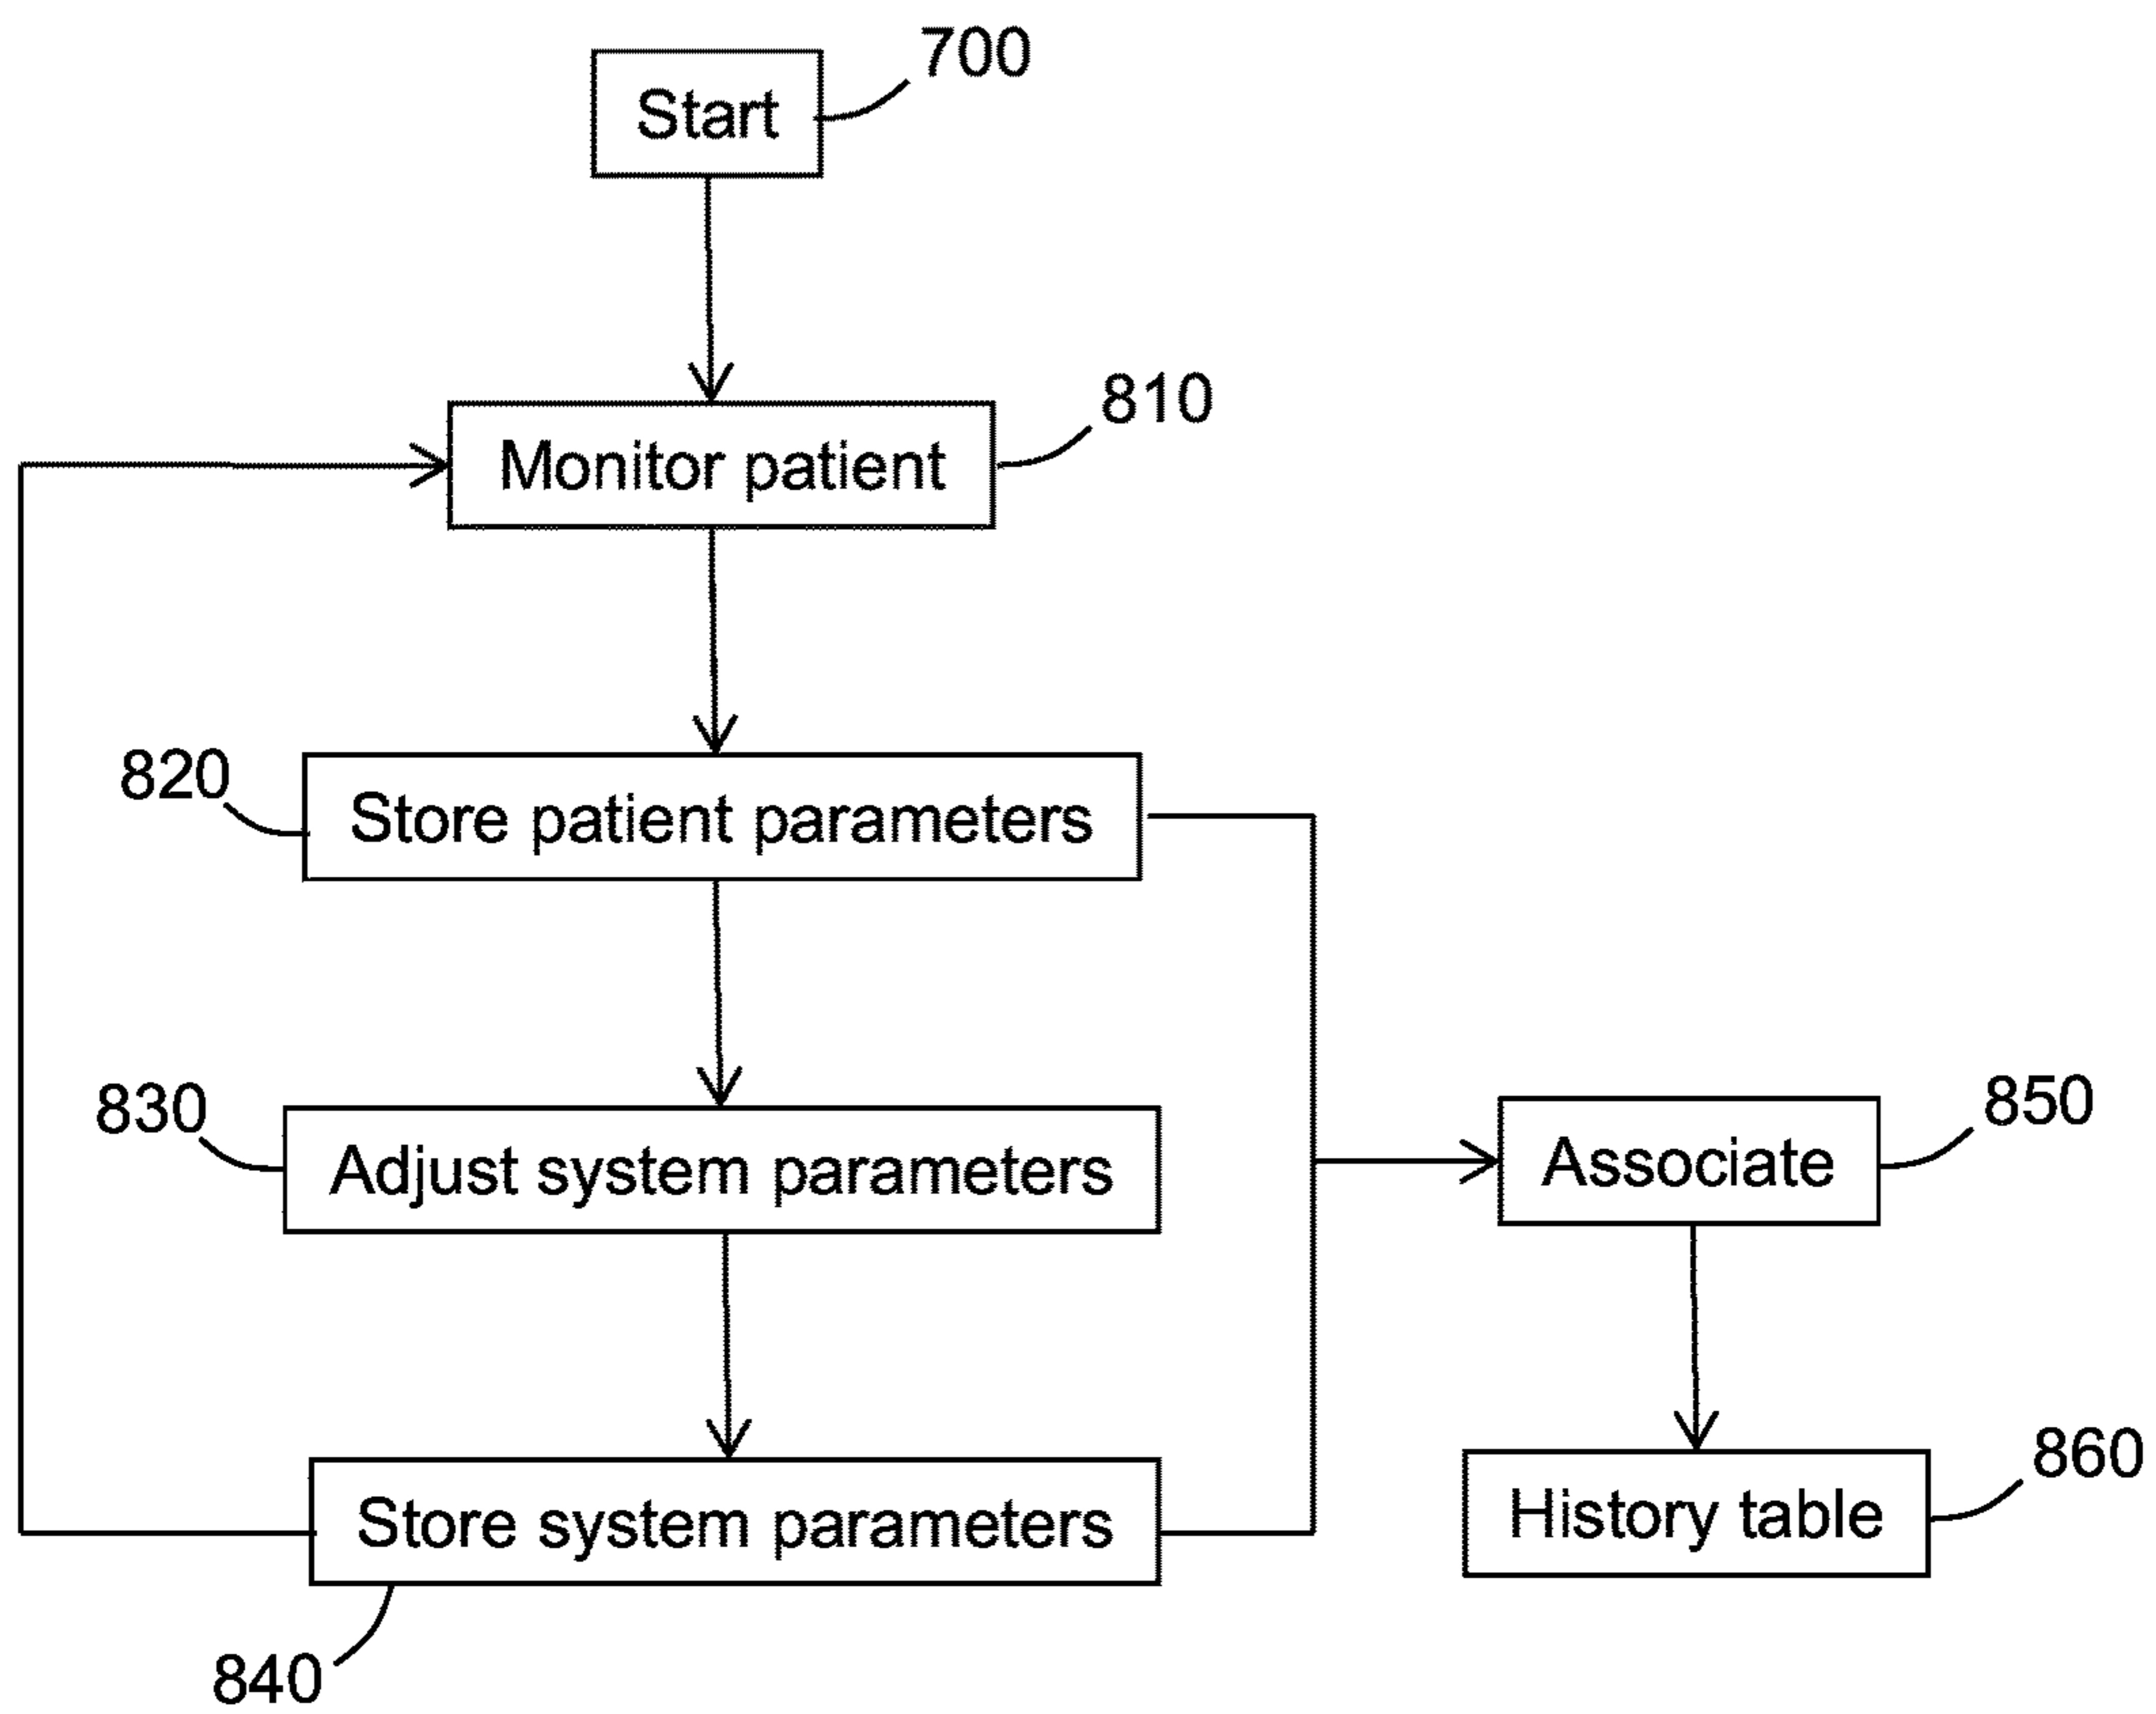 700
Start
810
Monitor patient
820
Store patient parameters
830
Adjust system parameters
850
Associate
860
History table
Store system parameters
840